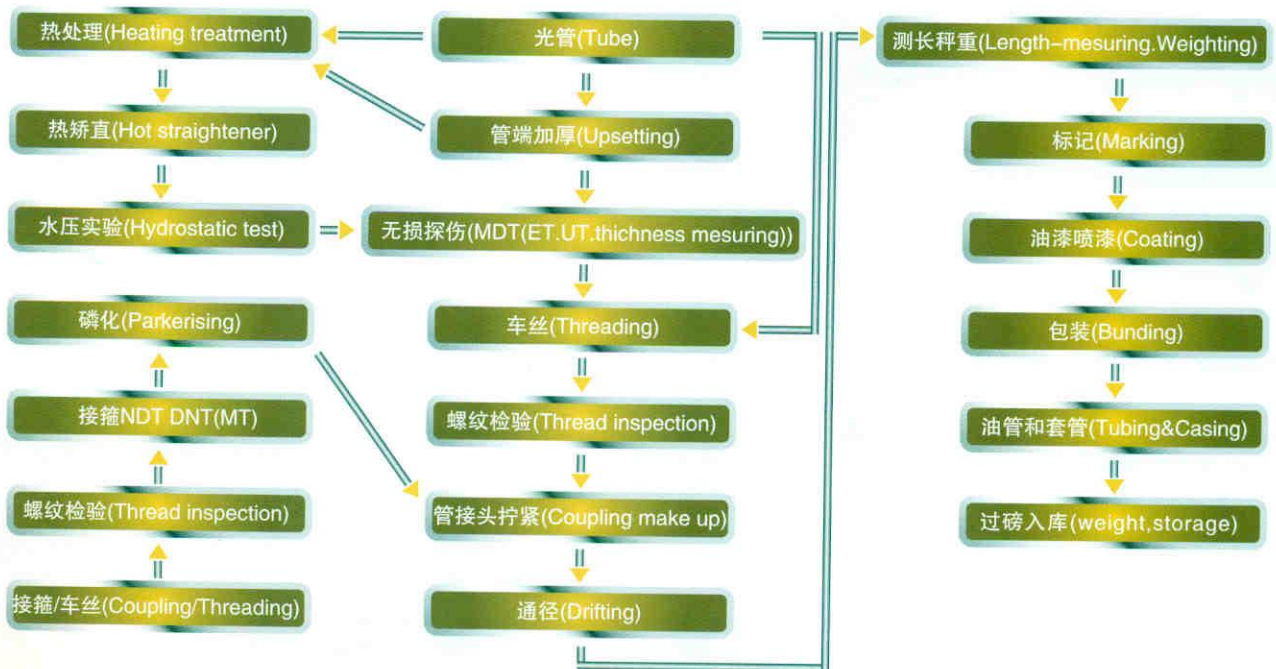 热处理(Heating treatment)
热矫直(Hot straightener)
水压实验(Hydrostatic test)
磷化(Parkerising)
接箍NDT DNT(MT)
螺纹检验(Thread inspection)
接箍/车丝(Coupling/Threading)
光管(Tube)
管端加厚(Upsetting)
无损探伤(MDT(ET.UT.thichness mesuring))
车丝(Threading)
螺纹检验(Thread inspection)
管接头拧紧(Coupling make up)
通径(Drifting)
测长秤重(Length-mesuring.Weighting)
标记(Marking)
油漆喷漆(Coating)
包装(Bunding)
油管和套管(Tubing&Casing)
过磅入库(weight,storage)